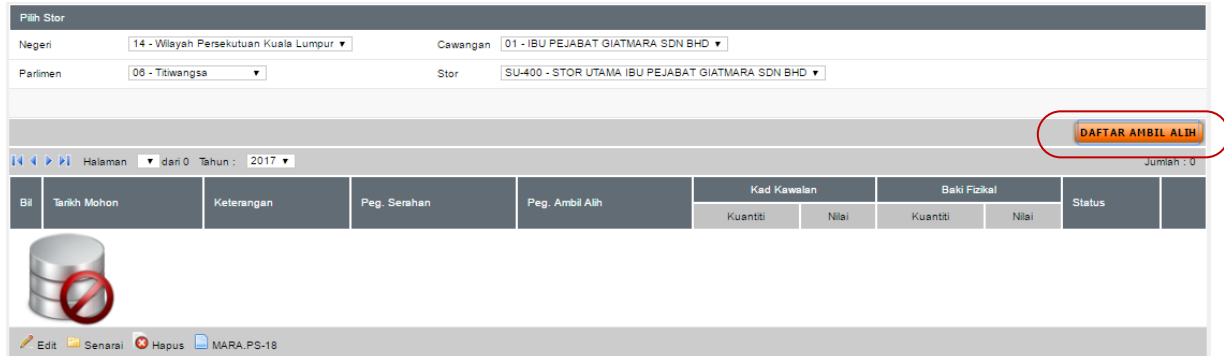 Pilih Stor
Negeri 14 - Wilayah Persekutuan Kuala Lumpur Cawangan 01 - IBU PEJABAT GIATMARA SDN BHD
Parlimen 06 - Titiwangsa Stor SU-400 - STOR UTAMA IBU PEJABAT GIATMARA SDN BHD
DAFTAR AMBIL ALIH
Halaman dari 0 Tahun : 2017 Jumlah : 0
Bil Tarikh Mohon Keterangan Peg. Serahan Peg. Ambil Alih Kad Kawalan Baki Fizikal Status
Kuantiti Nilai Kuantiti Nilai
Edit Senarai Hapus MARA.PS-18